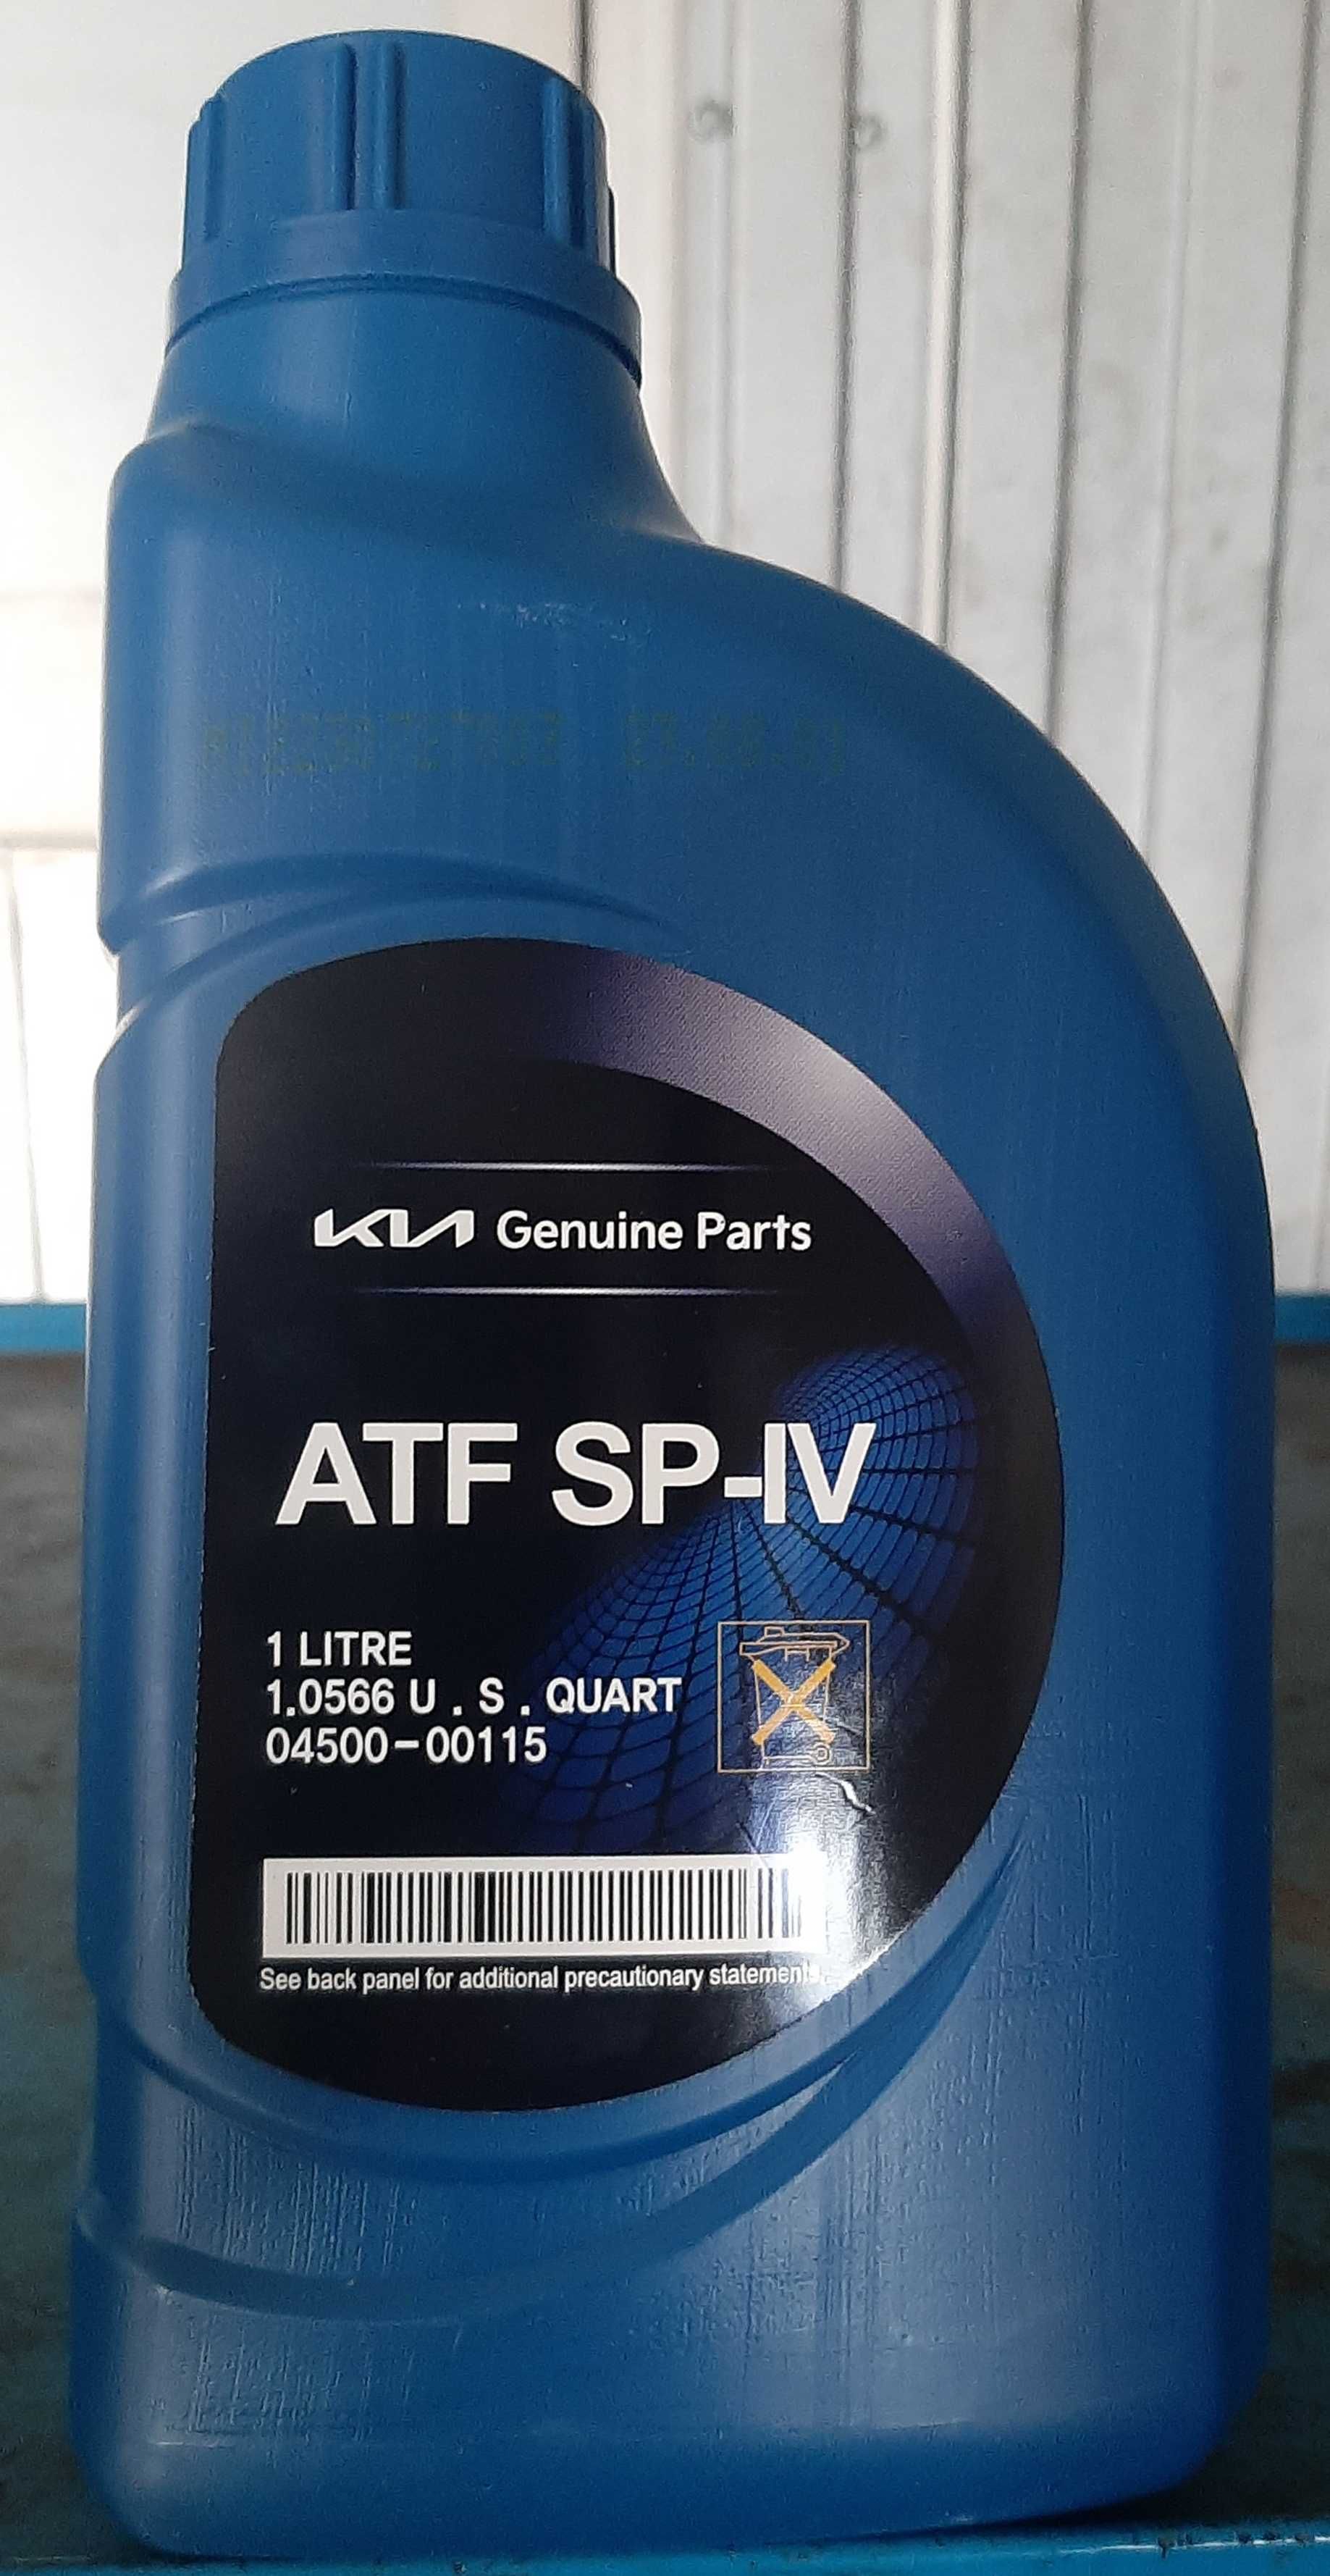 KIA Genuine Parts
ATF SP-IV
1 LITRE
1.0566 U . S . QUART
04500-00115
See back panel for additional precautionary statements.